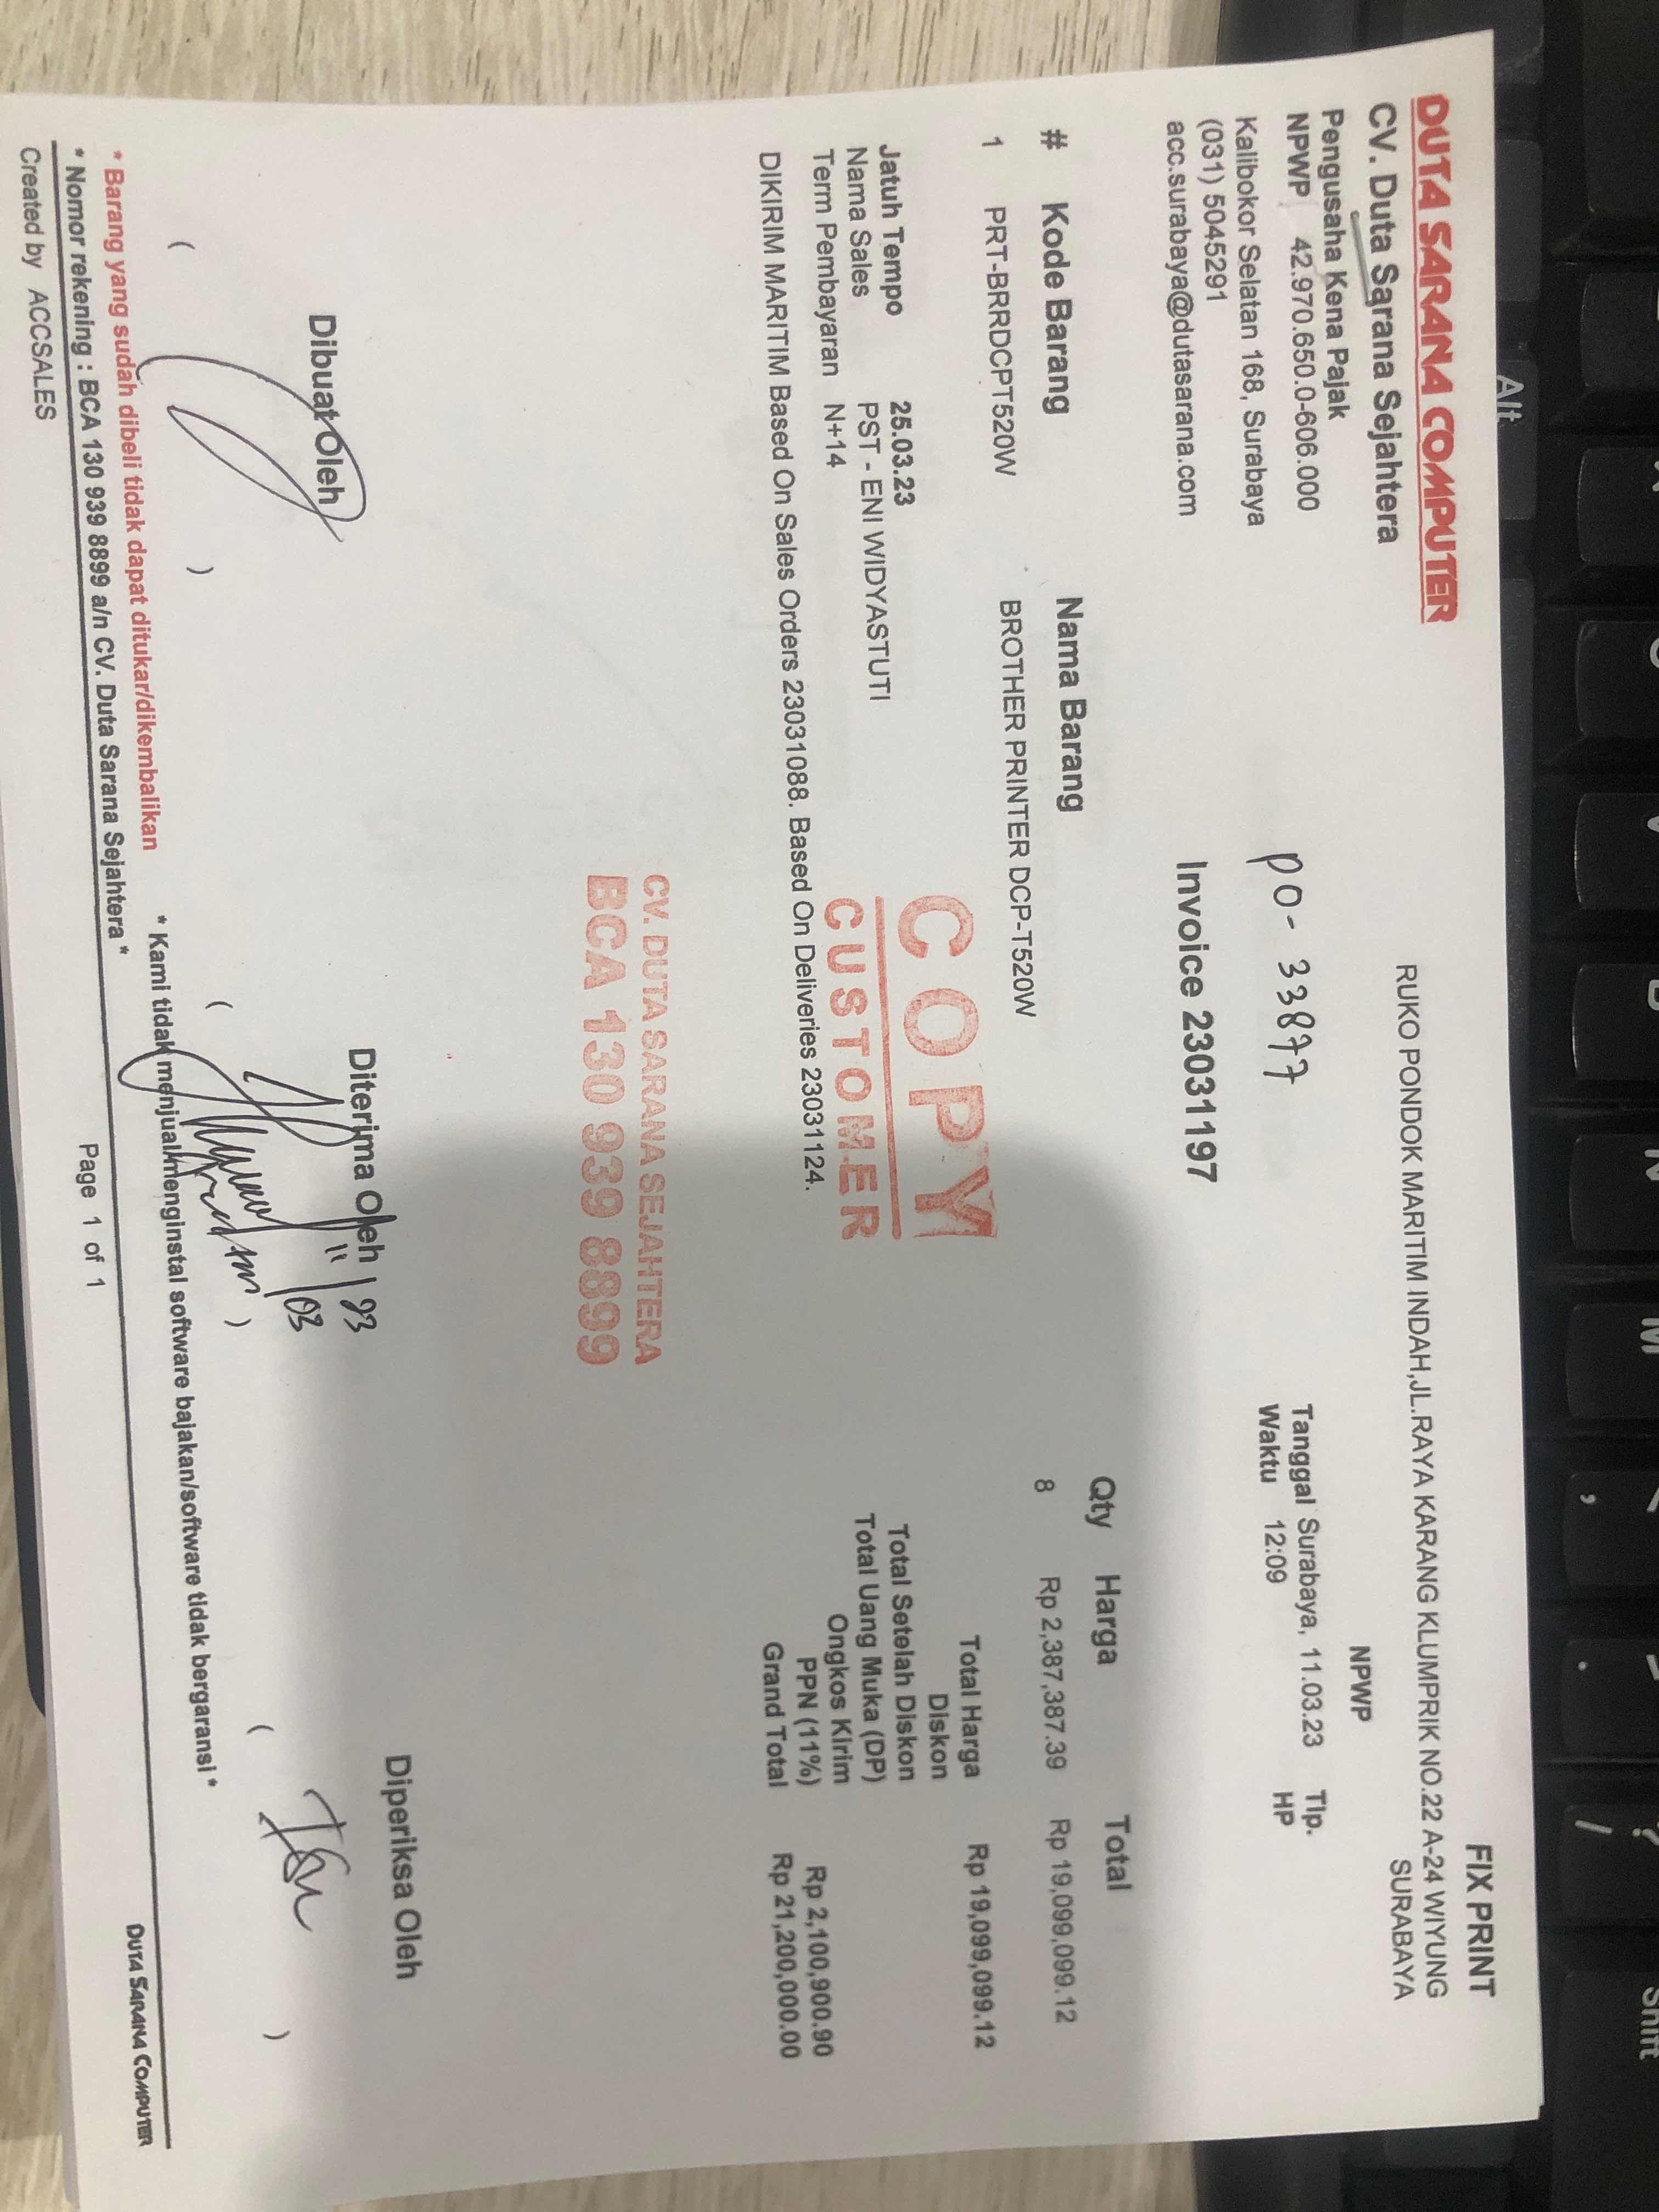 DUTA SARANA COMPUTER
CV. Duta Sarana Sejahtera
Pengusaha Kena Pajak
NPWP 42.970.650.0-606.000
Kalibokor Selatan 168, Surabaya
(031) 5045291
acc.surabaya@dutasarana.com
FIX PRINT
RUKO PONDOK MARITIM INDAH,JL.RAYA KARANG KLUMPRIK NO.22 A-24 WIYUNG
SURABAYA
NPWP
Tanggal Surabaya, 11.03.23 Tlp.
Waktu 12:09 HP
PO - 33877
Invoice 23031197
# Kode Barang Nama Barang Qty Harga Total
1 PRT-BRRDCPT520W BROTHER PRINTER DCP-T520W 8 Rp 2,387,387.39 Rp 19,099,099.12
Jatuh Tempo 25.03.23
Nama Sales PST - ENI WIDYASTUTI
Term Pembayaran N+14
DIKIRIM MARITIM Based On Sales Orders 23031088. Based On Deliveries 23031124.
COPY
CUSTOMER
Total Harga Rp 19,099,099.12
Diskon
Total Setelah Diskon
Total Uang Muka (DP)
Ongkos Kirim
PPN (11%) Rp 2,100,900.90
Grand Total Rp 21,200,000.00
CV. DUTA SARANA SEJAHTERA
BCA 130 939 8899
Dibuat Oleh Diterima Oleh Diperiksa Oleh
11/03 23
( ) ( ) ( )
* Barang yang sudah dibeli tidak dapat ditukar/dikembalikan * Kami tidak menjual/menginstal software bajakan/software tidak bergaransi *
* Nomor rekening : BCA 130 939 8899 a/n CV. Duta Sarana Sejahtera *
Created by ACCSALES Page 1 of 1 DUTA SARANA COMPUTER
Alt
M
Shift